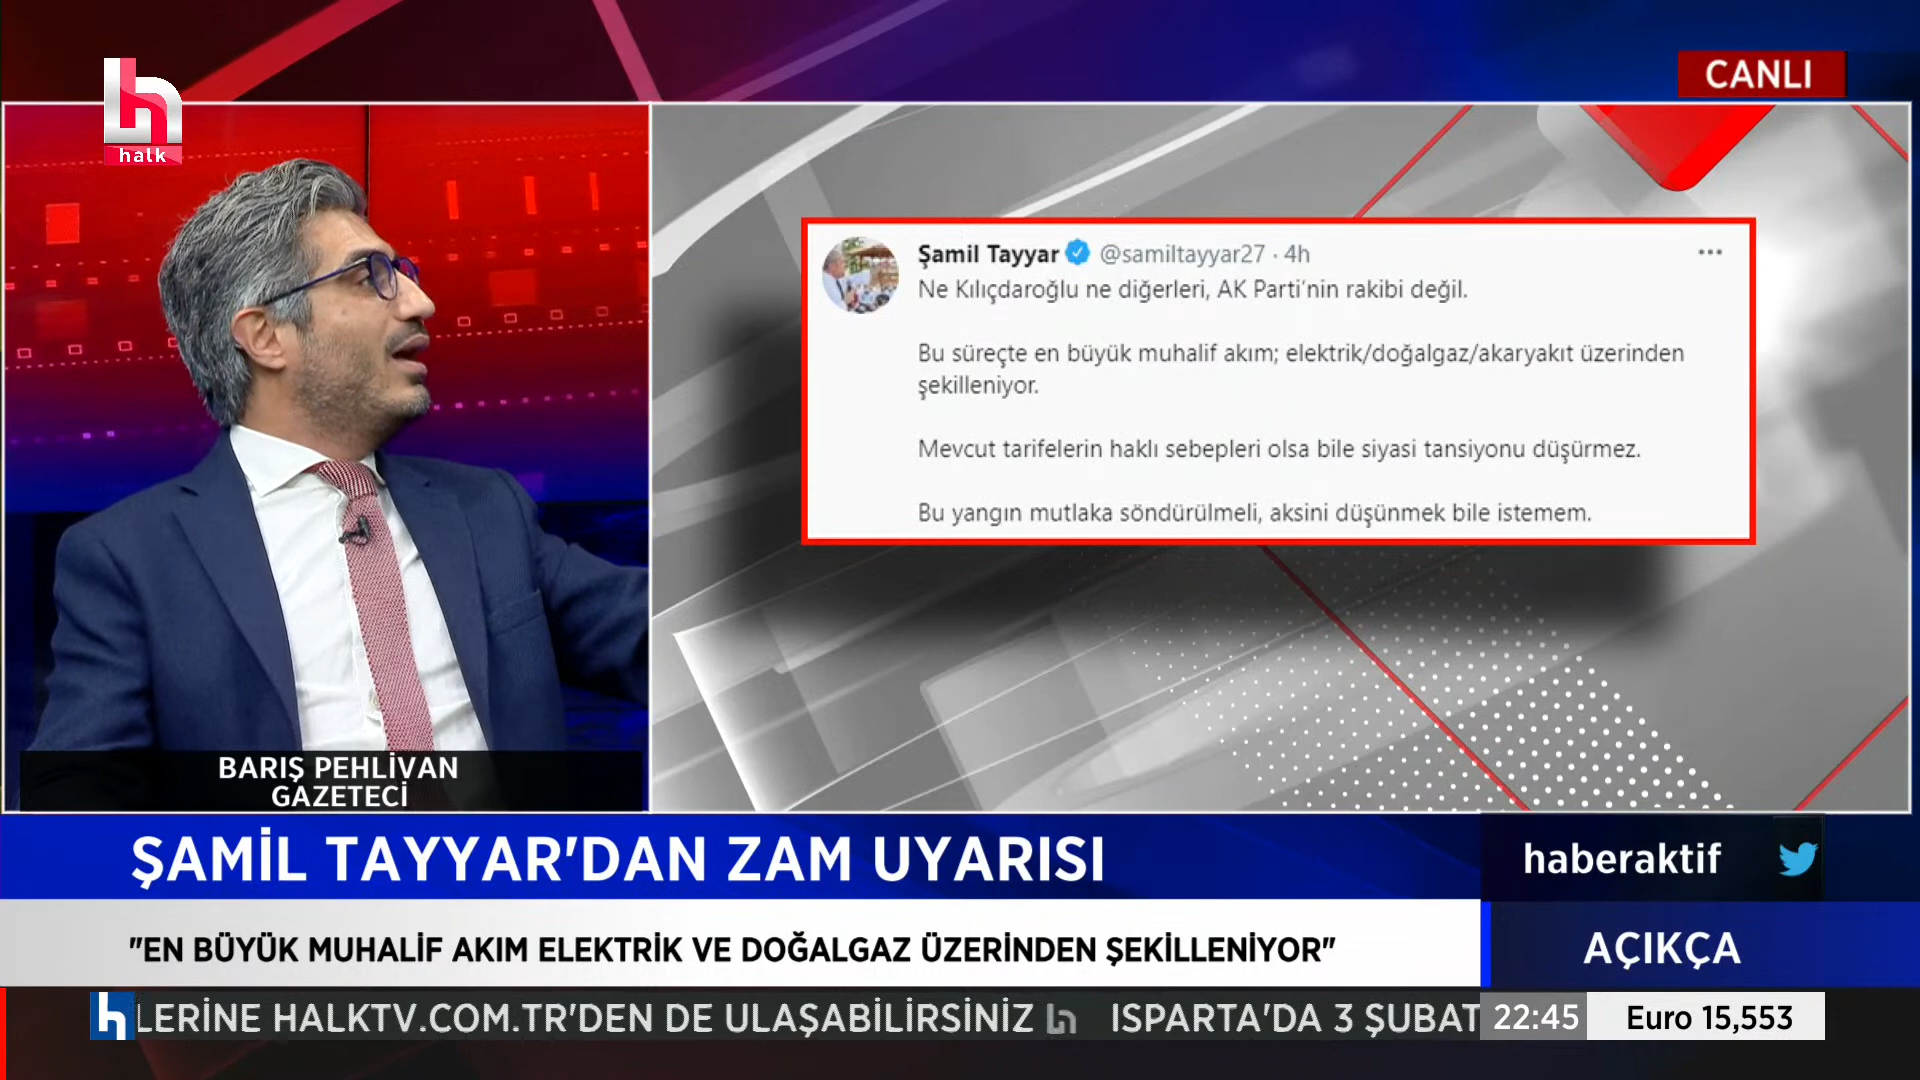 halk
CANLI
Şamil Tayyar @samiltayyar27 · 4h
Ne Kılıçdaroğlu ne diğerleri, AK Parti'nin rakibi değil.
Bu süreçte en büyük muhalif akım; elektrik/doğalgaz/akaryakıt üzerinden
şekilleniyor.
Mevcut tarifelerin haklı sebepleri olsa bile siyasi tansiyonu düşürmez.
Bu yangın mutlaka söndürülmeli, aksini düşünmek bile istemem.
BARIŞ PEHLİVAN
GAZETECİ
ŞAMİL TAYYAR'DAN ZAM UYARISI
haberaktif
"EN BÜYÜK MUHALİF AKIM ELEKTRİK VE DOĞALGAZ ÜZERİNDEN ŞEKİLLENİYOR"
AÇIKÇA
LERİNE HALKTV.COM.TR'DEN DE ULAŞABİLİRSİNİZ ISPARTA'DA 3 ŞUBAT 22:45 Euro 15,553